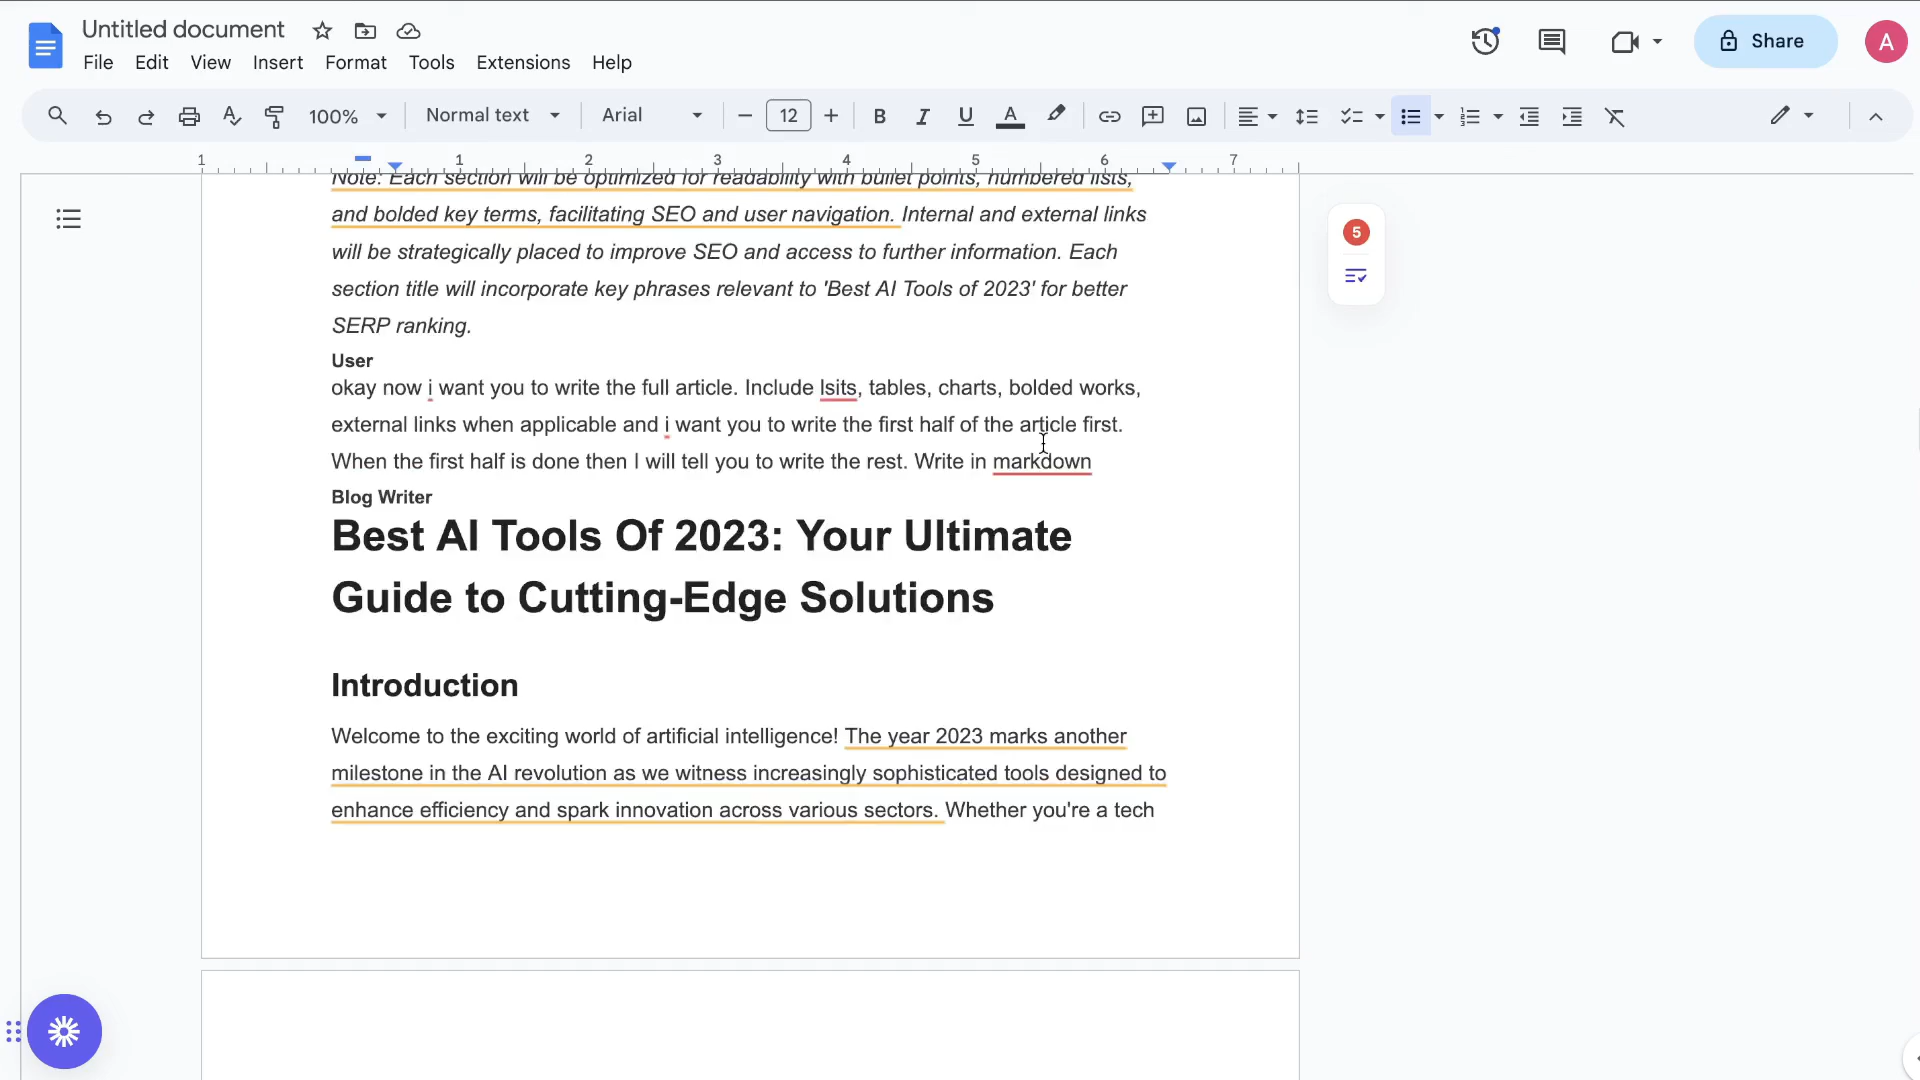 Untitled document
File Edit View Insert Format Tools Extensions Help
Share
A
100% Normal text Arial 12
1 1 2 3 4 5 6 7
Note: Each section will be optimized for readability with bullet points, numbered lists,
and bolded key terms, facilitating SEO and user navigation. Internal and external links
will be strategically placed to improve SEO and access to further information. Each
section title will incorporate key phrases relevant to 'Best AI Tools of 2023' for better
SERP ranking.
5
User
okay now i want you to write the full article. Include lsits, tables, charts, bolded works,
external links when applicable and i want you to write the first half of the article first.
When the first half is done then I will tell you to write the rest. Write in markdown
Blog Writer
Best AI Tools Of 2023: Your Ultimate
Guide to Cutting-Edge Solutions
Introduction
Welcome to the exciting world of artificial intelligence! The year 2023 marks another
milestone in the AI revolution as we witness increasingly sophisticated tools designed to
enhance efficiency and spark innovation across various sectors. Whether you're a tech